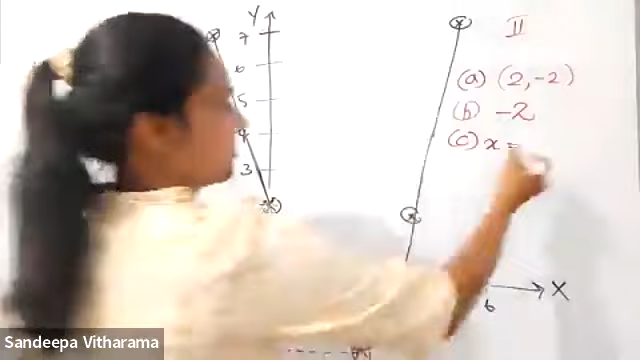 Y
II
7
(a) (2, -2)
6
5
(b) -2
4
(c) x =
3
X
6
Sandeepa Vitharama